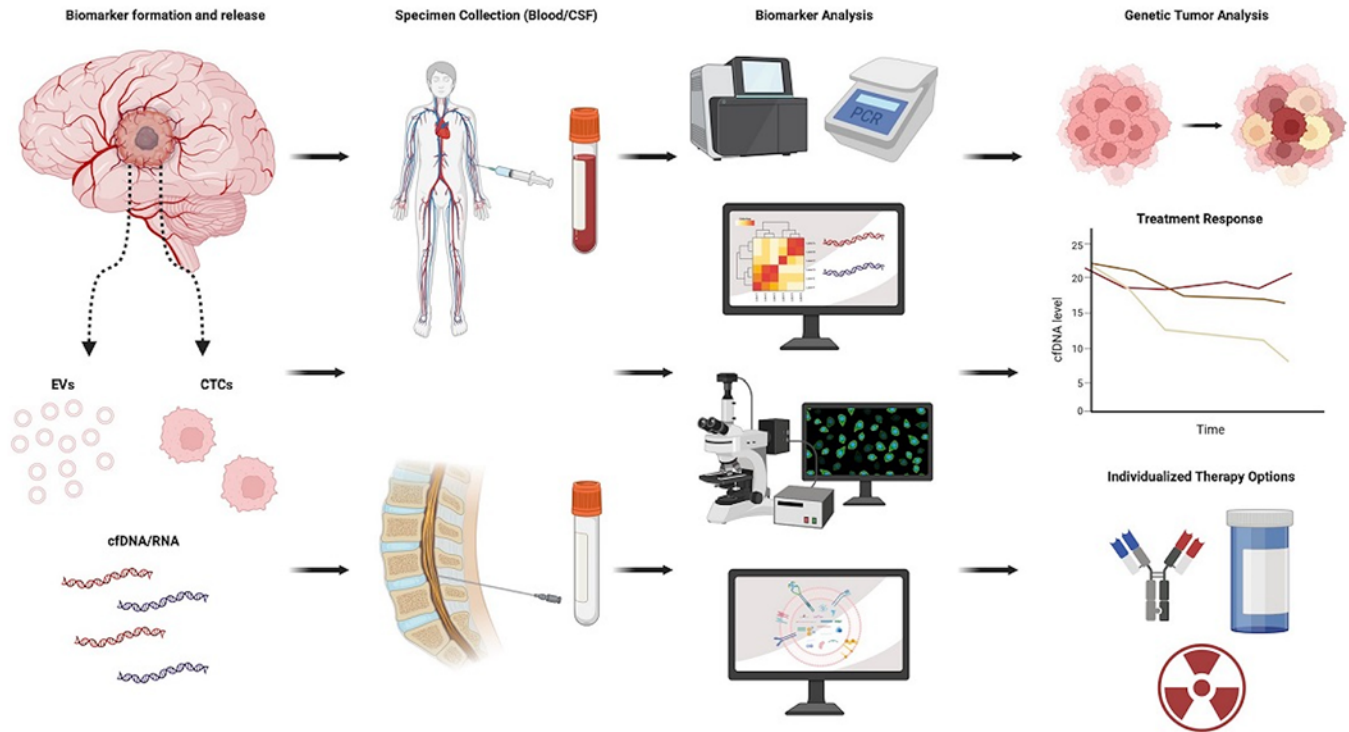 Biomarker formation and release
Specimen Collection (Blood/CSF)
Biomarker Analysis
Genetic Tumor Analysis
PCR
Treatment Response
25
20
15
10
5
0
cfDNA level
Time
EVs
CTCs
cfDNA/RNA
Individualized Therapy Options